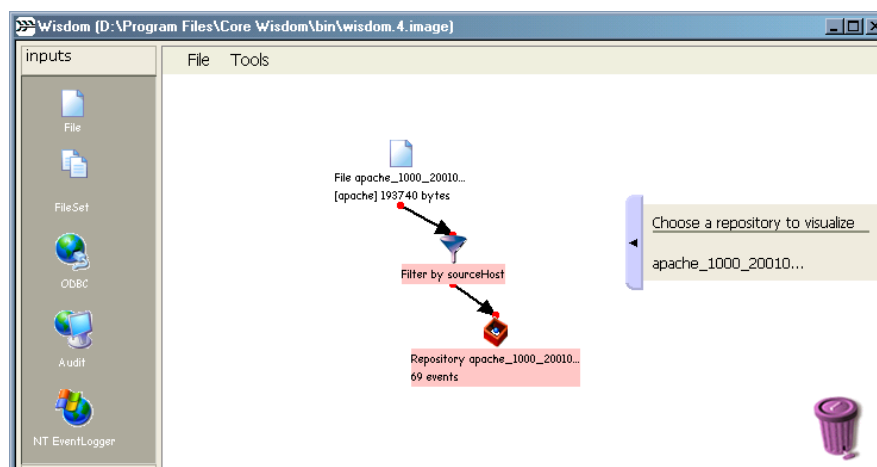 Wisdom (D:\Program Files\Core Wisdom\bin\wisdom.4.image)
inputs
File Tools
File
FileSet
ODBC
Audit
NT EventLogger
File apache_1000_20010...
[apache] 193740 bytes
Filter by sourceHost
Repository apache_1000_20010...
69 events
Choose a repository to visualize
apache_1000_20010...